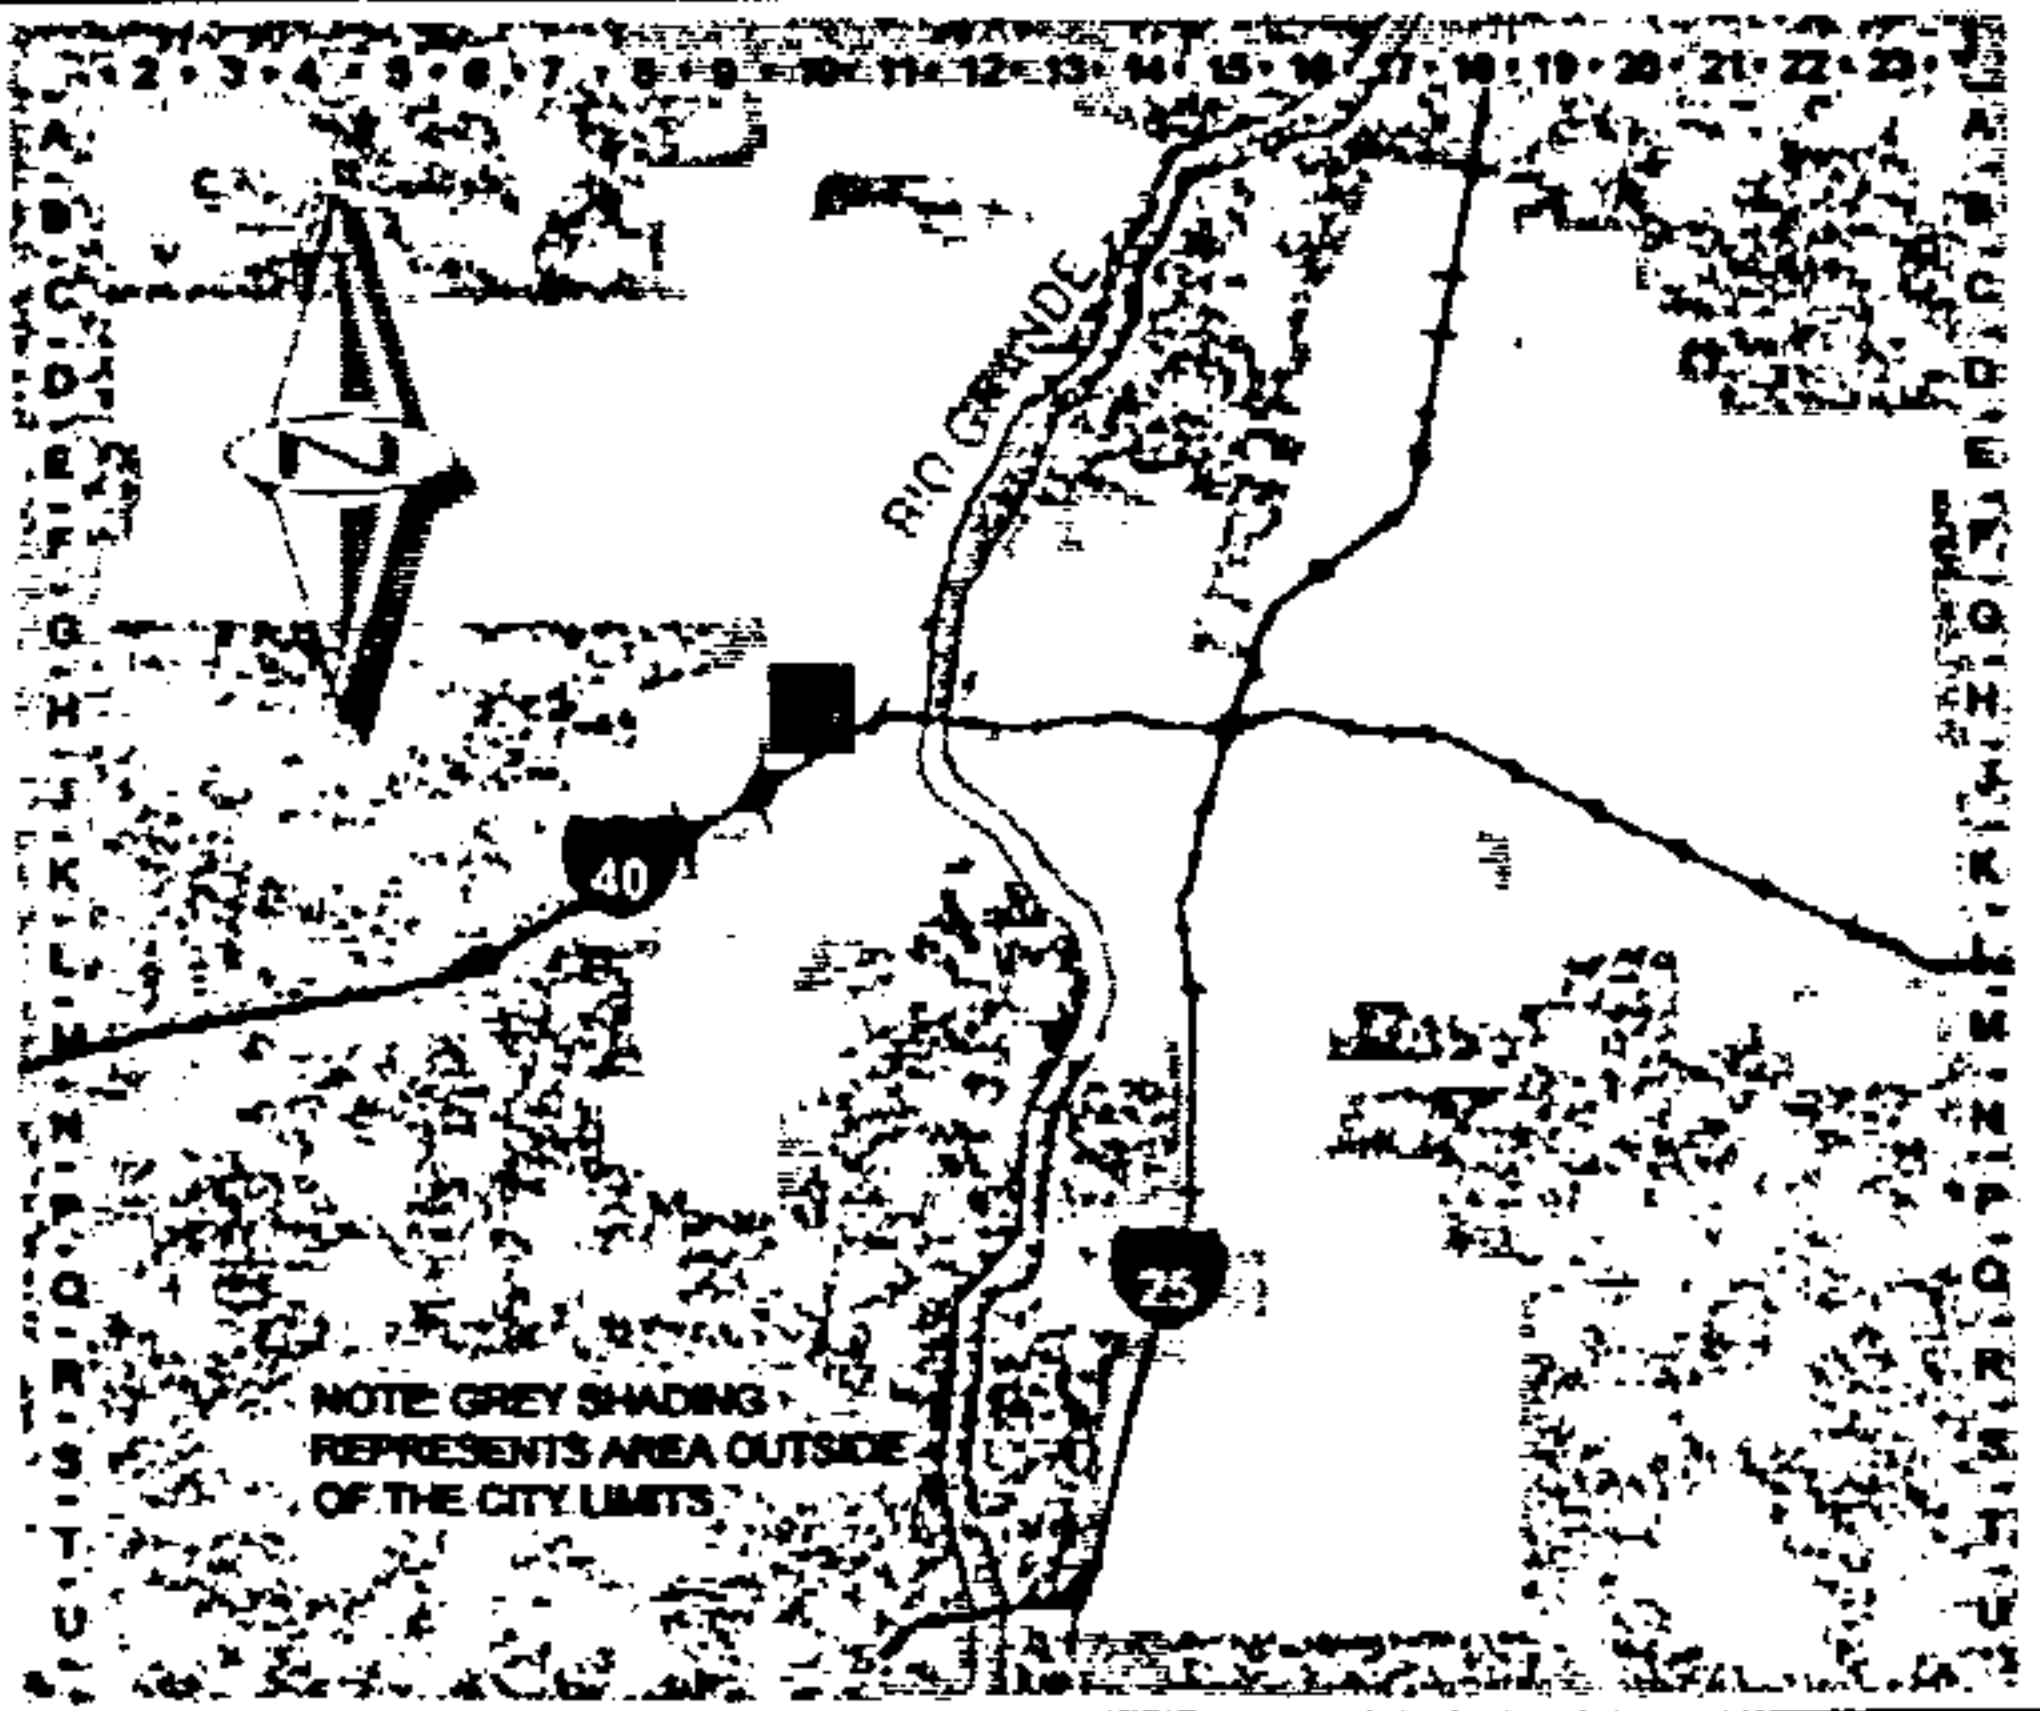 2 3 4 5 6 7 8 9 10 11 12 13 14 15 16 17 18 19 20 21 22 23
A A
B B
C C
D D
E E
F F
G G
H H
RIO GRANDE
N
40
K K
L L
M M
N N
P P
25
Q Q
R R
S S
T T
U U
NOTE: GREY SHADING
REPRESENTS AREA OUTSIDE
OF THE CITY LIMITS